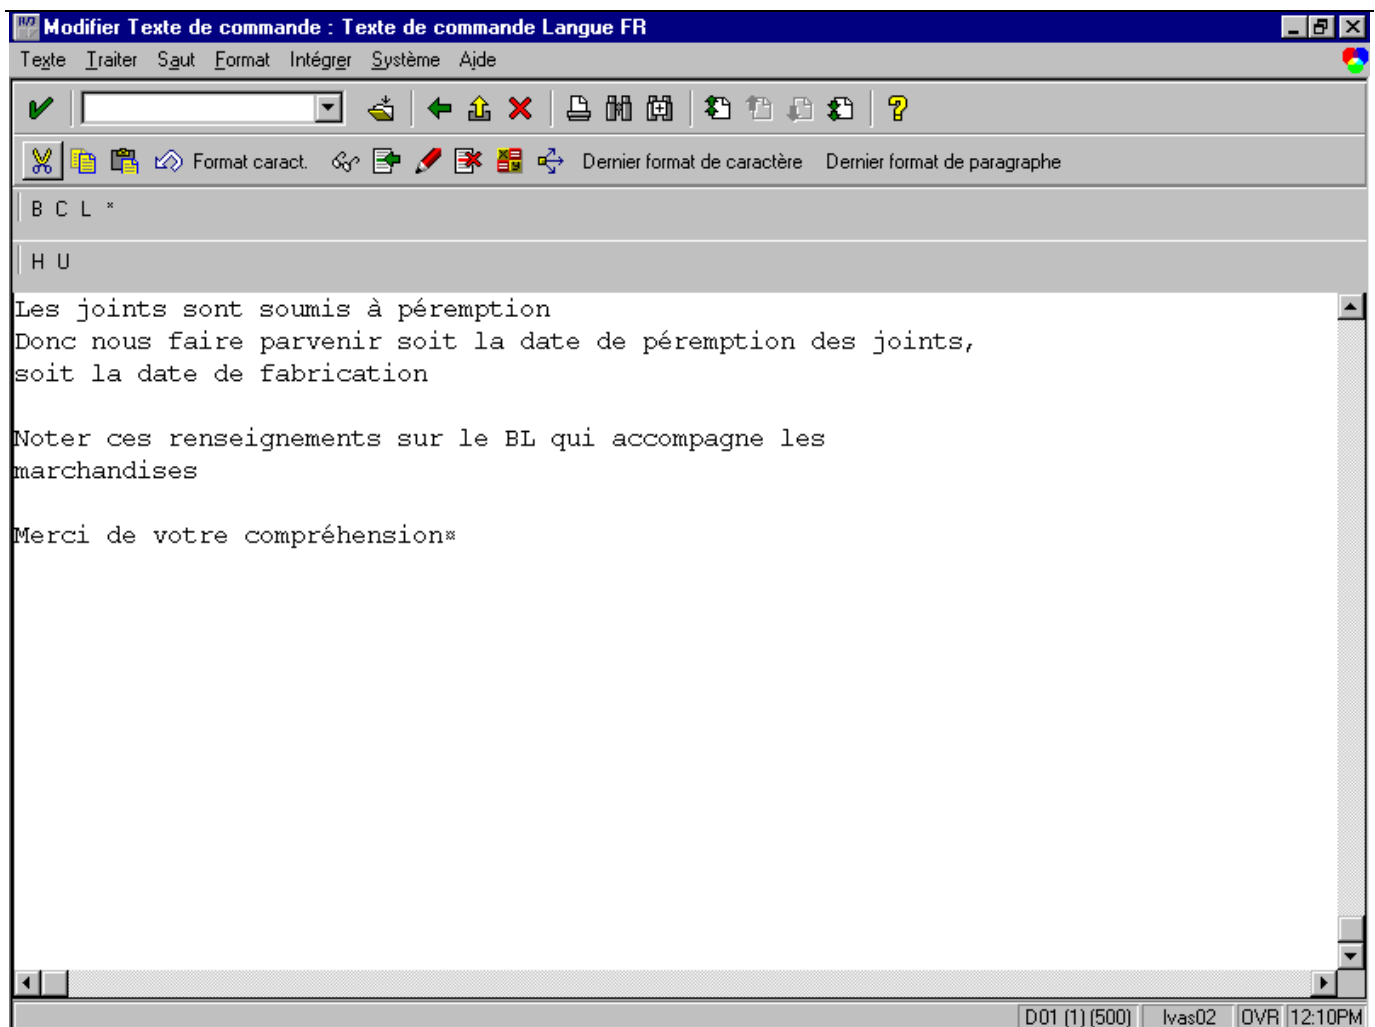 Modifier Texte de commande : Texte de commande Langue FR
Texte Traiter Saut Format Intégrer Système Ajde
Format caract. Dernier format de caractère Dernier format de paragraphe
B C L *
H U
Les joints sont soumis à péremption
Donc nous faire parvenir soit la date de péremption des joints,
soit la date de fabrication
Noter ces renseignements sur le BL qui accompagne les
marchandises
Merci de votre compréhension¤
D01 (1) (500) lvas02 OVR 12:10PM